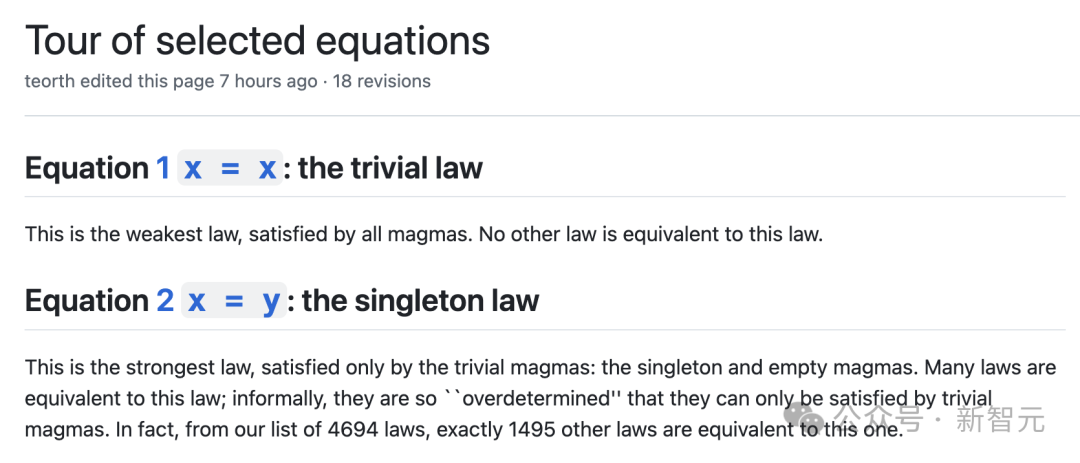 Tour of selected equations
teorth edited this page 7 hours ago · 18 revisions
Equation 1 x = x: the trivial law
This is the weakest law, satisfied by all magmas. No other law is equivalent to this law.
Equation 2 x = y: the singleton law
This is the strongest law, satisfied only by the trivial magmas: the singleton and empty magmas. Many laws are
equivalent to this law; informally, they are so ``overdetermined'' that they can only be satisfied by trivial
magmas. In fact, from our list of 4694 laws, exactly 1495 other laws are equivalent to this one.
公众号 · 新智元